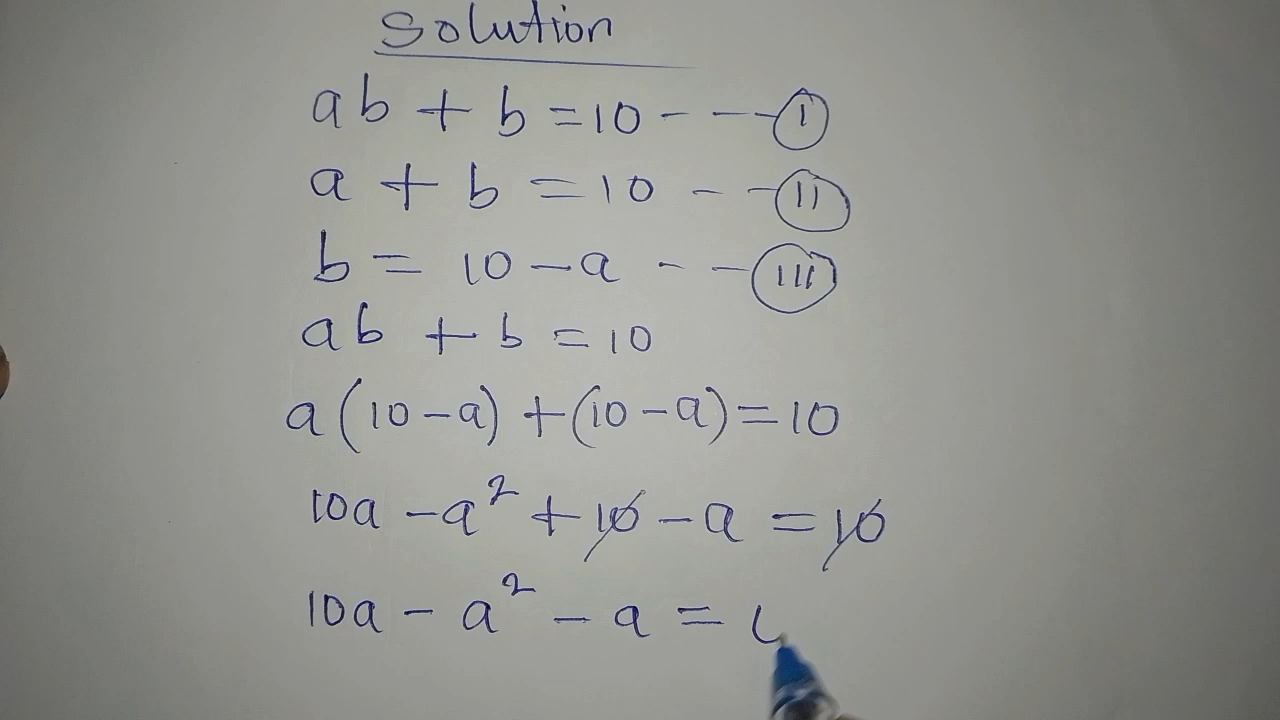 Solution
ab + b = 10 - - - I
a + b = 10 - - II
b = 10 - a - - III
ab + b = 10
a(10 - a) + (10 - a) = 10
10a - a² + 10 - a = 10
10a - a² - a =